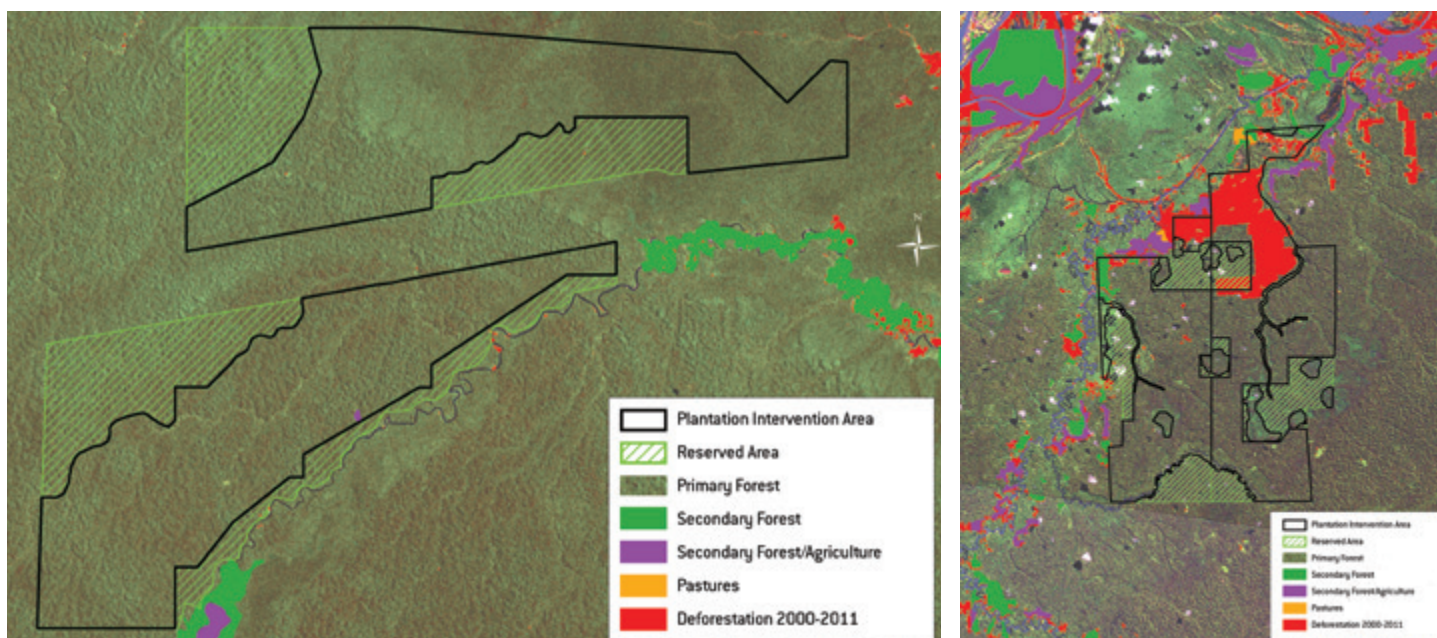 N
Plantation Intervention Area
Reserved Area
Primary Forest
Secondary Forest
Secondary Forest/Agriculture
Pastures
Deforestation 2000-2011
Plantation Intervention Area
Reserved Area
Primary Forest
Secondary Forest
Secondary Forest/Agriculture
Pastures
Deforestation 2000-2011